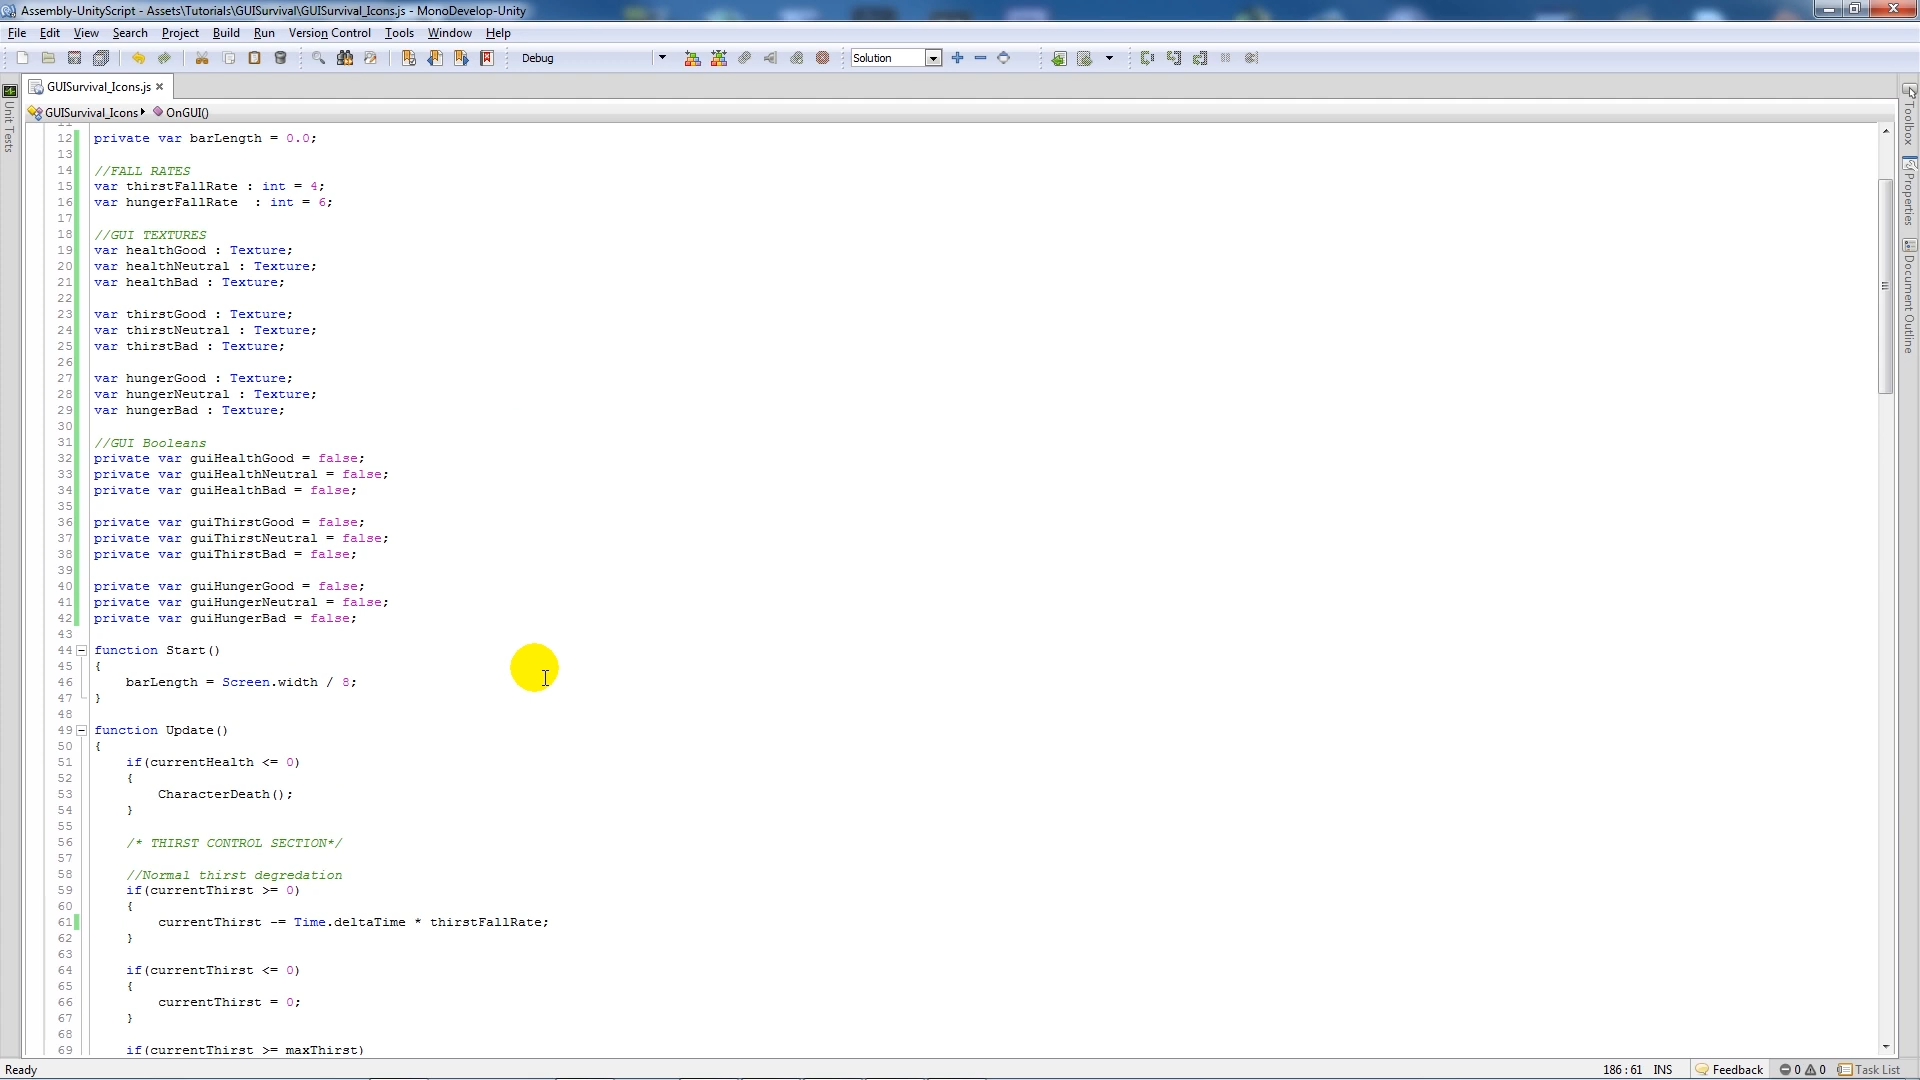 Assembly-UnityScript - Assets\Tutorials\GUISurvival\GUISurvival_Icons.js - MonoDevelop-Unity
File Edit View Search Project Build Run Version Control Tools Window Help
Debug Solution
GUISurvival_Icons.js
GUISurvival_Icons OnGUI()
Unit Tests
Toolbox
Properties
Document Outline
12 private var barLength = 0.0;
13
14 //FALL RATES
15 var thirstFallRate : int = 4;
16 var hungerFallRate  : int = 6;
17
18 //GUI TEXTURES
19 var healthGood : Texture;
20 var healthNeutral : Texture;
21 var healthBad : Texture;
22
23 var thirstGood : Texture;
24 var thirstNeutral : Texture;
25 var thirstBad : Texture;
26
27 var hungerGood : Texture;
28 var hungerNeutral : Texture;
29 var hungerBad : Texture;
30
31 //GUI Booleans
32 private var guiHealthGood = false;
33 private var guiHealthNeutral = false;
34 private var guiHealthBad = false;
35
36 private var guiThirstGood = false;
37 private var guiThirstNeutral = false;
38 private var guiThirstBad = false;
39
40 private var guiHungerGood = false;
41 private var guiHungerNeutral = false;
42 private var guiHungerBad = false;
43
44 function Start()
45 {
46 barLength = Screen.width / 8;
47 }
48
49 function Update()
50 {
51 if(currentHealth <= 0)
52 {
53 CharacterDeath();
54 }
55
56 /* THIRST CONTROL SECTION*/
57
58 //Normal thirst degredation
59 if(currentThirst >= 0)
60 {
61 currentThirst -= Time.deltaTime * thirstFallRate;
62 }
63
64 if(currentThirst <= 0)
65 {
66 currentThirst = 0;
67 }
68
69 if(currentThirst >= maxThirst)
Ready 186 : 61 INS Feedback 0 0 Task List